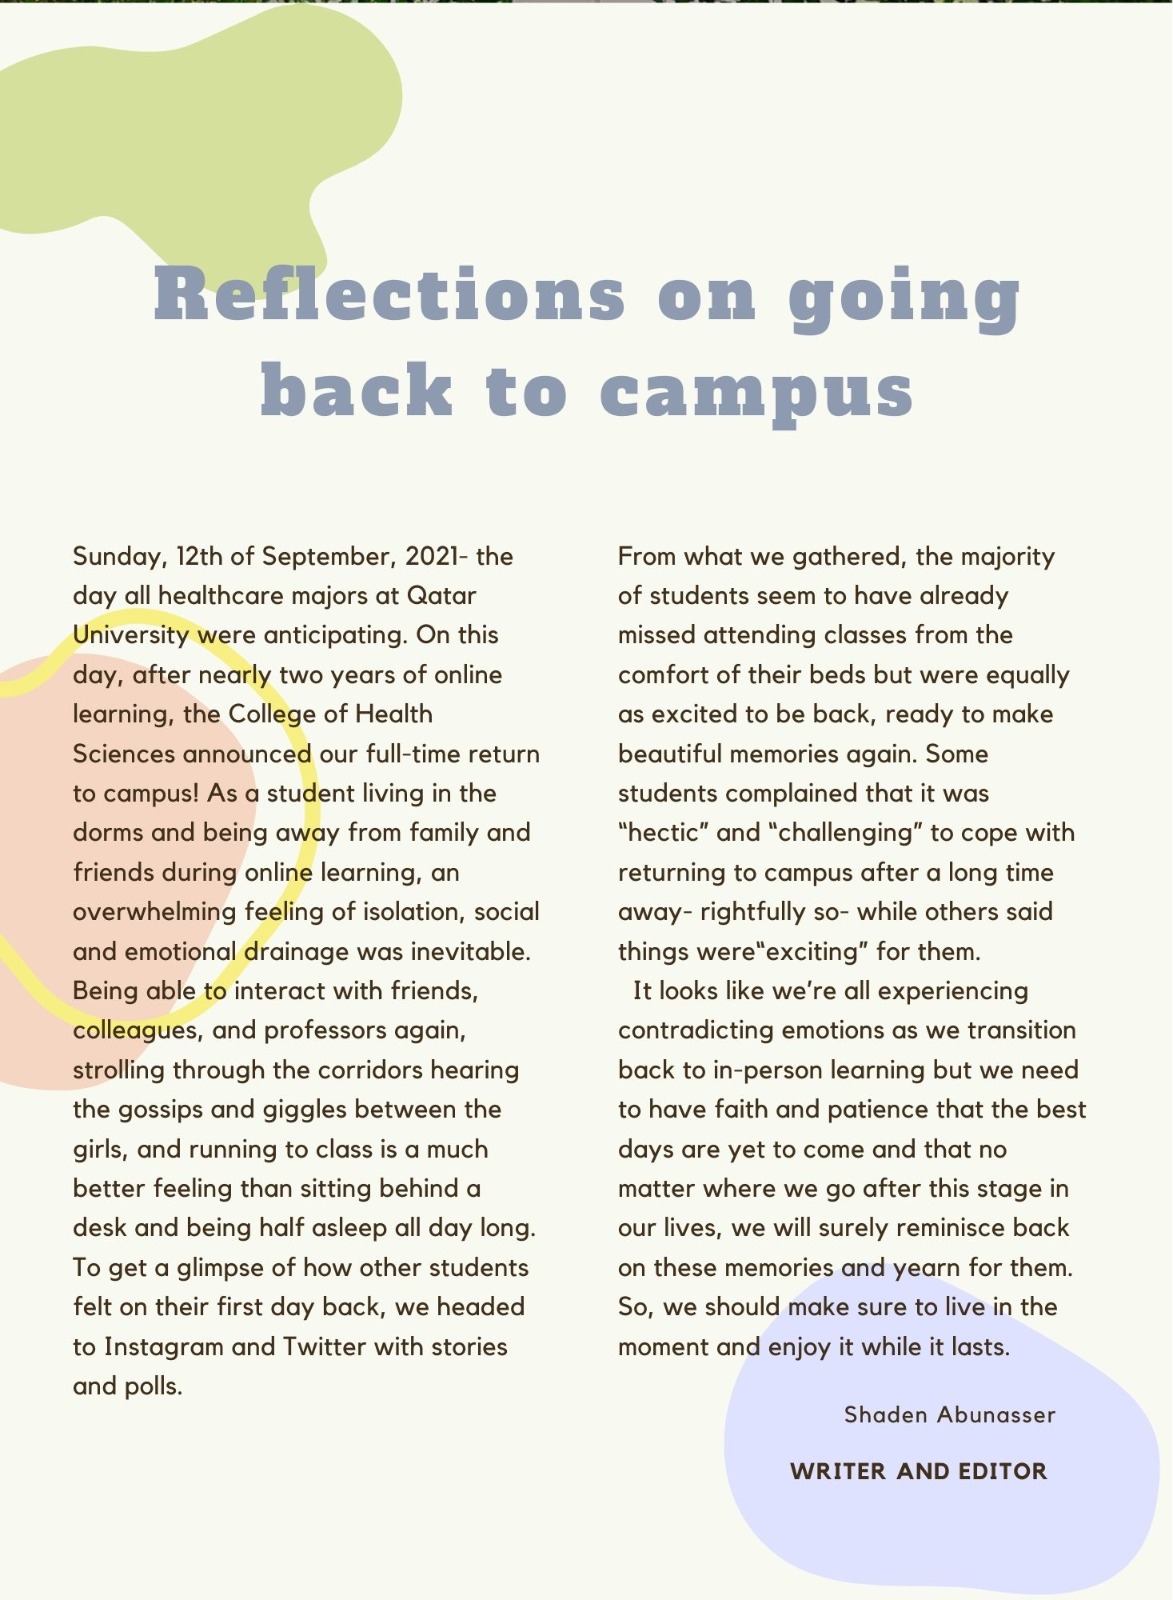 Reflections on going
back to campus
Sunday, 12th of September, 2021- the
day all healthcare majors at Qatar
University were anticipating. On this
day, after nearly two years of online
learning, the College of Health
Sciences announced our full-time return
to campus! As a student living in the
dorms and being away from family and
friends during online learning, an
overwhelming feeling of isolation, social
and emotional drainage was inevitable.
Being able to interact with friends,
colleagues, and professors again,
strolling through the corridors hearing
the gossips and giggles between the
girls, and running to class is a much
better feeling than sitting behind a
desk and being half asleep all day long.
To get a glimpse of how other students
felt on their first day back, we headed
to Instagram and Twitter with stories
and polls.
From what we gathered, the majority
of students seem to have already
missed attending classes from the
comfort of their beds but were equally
as excited to be back, ready to make
beautiful memories again. Some
students complained that it was
“hectic” and “challenging” to cope with
returning to campus after a long time
away- rightfully so- while others said
things were“exciting” for them.
It looks like we’re all experiencing
contradicting emotions as we transition
back to in-person learning but we need
to have faith and patience that the best
days are yet to come and that no
matter where we go after this stage in
our lives, we will surely reminisce back
on these memories and yearn for them.
So, we should make sure to live in the
moment and enjoy it while it lasts.
Shaden Abunasser
WRITER AND EDITOR